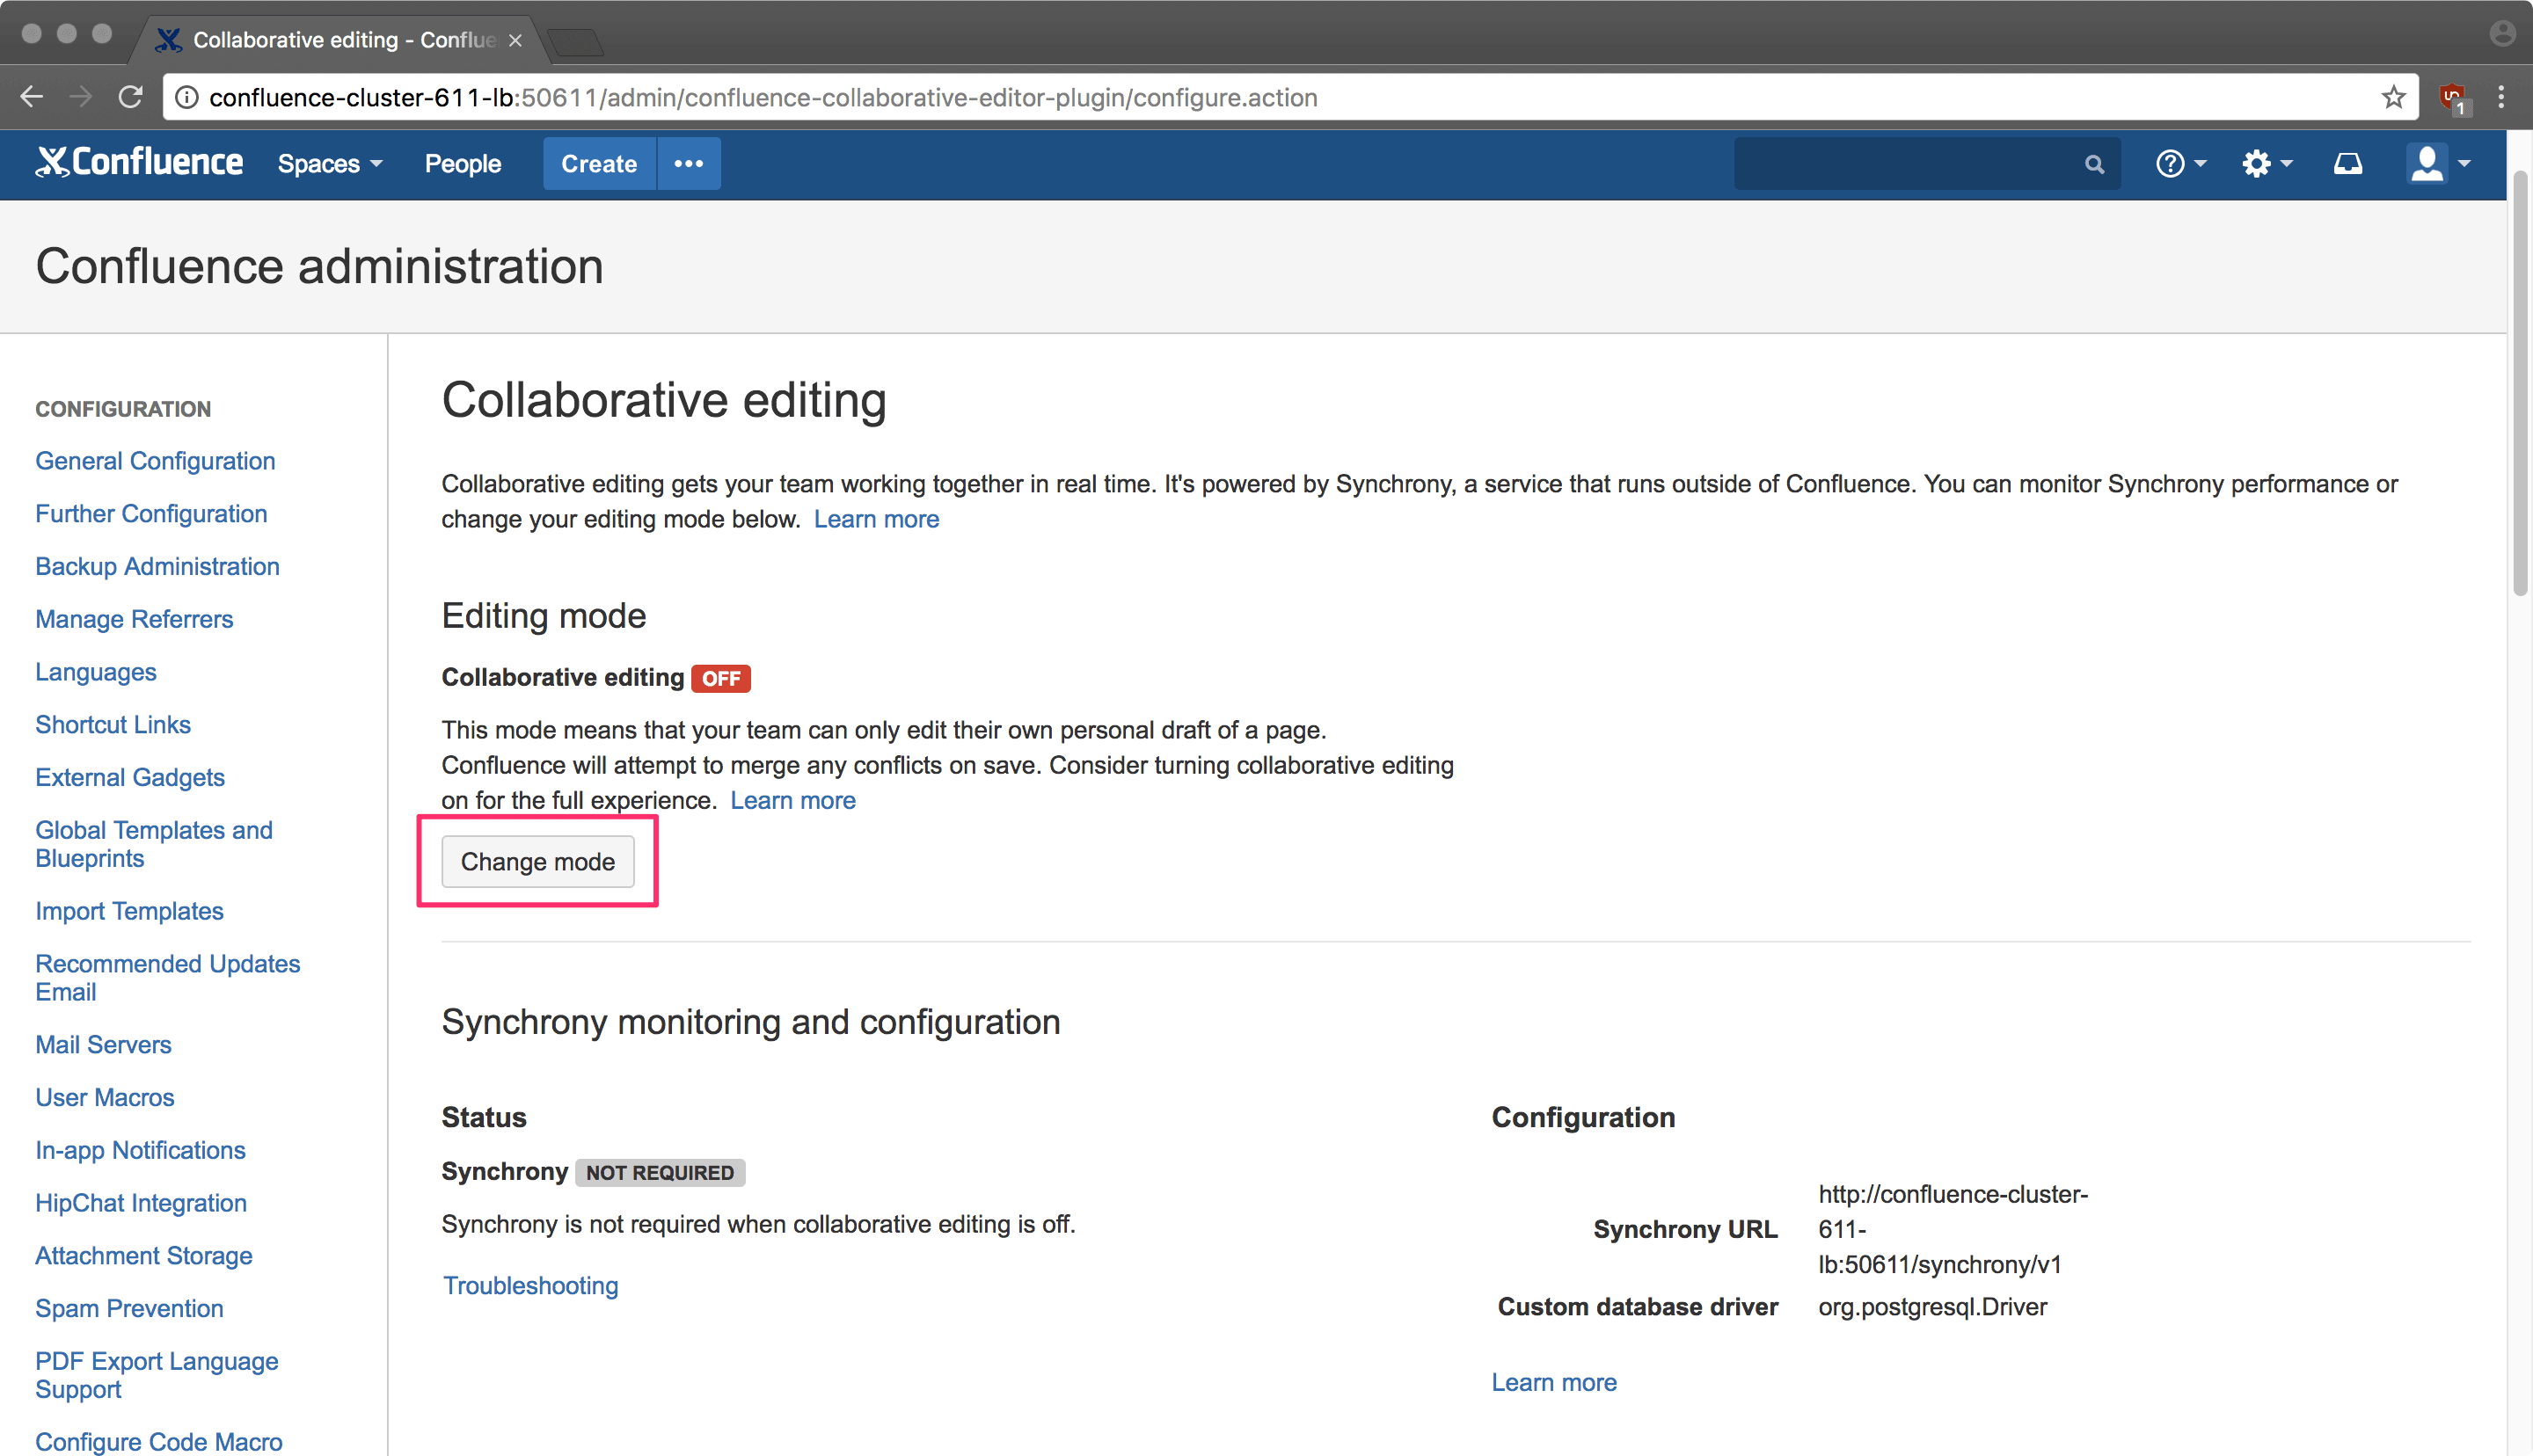 Collaborative editing - Conflue
confluence-cluster-611-lb:50611/admin/confluence-collaborative-editor-plugin/configure.action
1
Confluence Spaces People Create
Confluence administration
CONFIGURATION
General Configuration
Further Configuration
Backup Administration
Manage Referrers
Languages
Shortcut Links
External Gadgets
Global Templates and
Blueprints
Import Templates
Recommended Updates
Email
Mail Servers
User Macros
In-app Notifications
HipChat Integration
Attachment Storage
Spam Prevention
PDF Export Language
Support
Configure Code Macro
Collaborative editing
Collaborative editing gets your team working together in real time. It's powered by Synchrony, a service that runs outside of Confluence. You can monitor Synchrony performance or
change your editing mode below. Learn more
Editing mode
Collaborative editing OFF
This mode means that your team can only edit their own personal draft of a page.
Confluence will attempt to merge any conflicts on save. Consider turning collaborative editing
on for the full experience. Learn more
Change mode
Synchrony monitoring and configuration
Status
Synchrony NOT REQUIRED
Synchrony is not required when collaborative editing is off.
Troubleshooting
Configuration
Synchrony URL
http://confluence-cluster-
611-
lb:50611/synchrony/v1
Custom database driver org.postgresql.Driver
Learn more